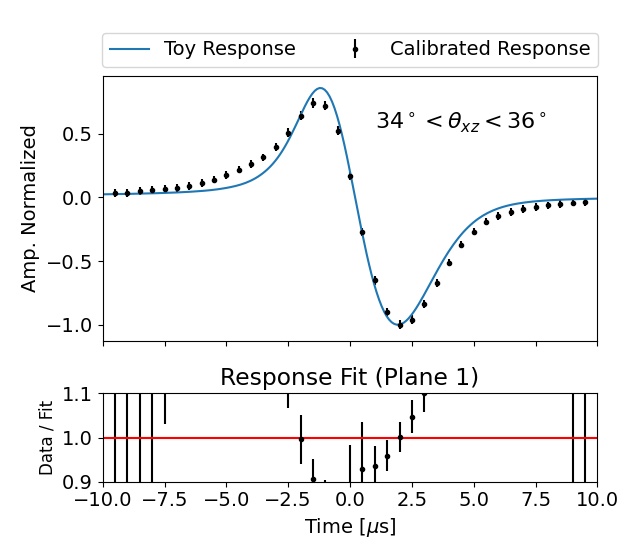 Toy Response Calibrated Response
34° < θxz < 36°
Amp. Normalized
0.5
0.0
−0.5
−1.0
Response Fit (Plane 1)
Data / Fit
1.1
1.0
0.9
−10.0 −7.5 −5.0 −2.5 0.0 2.5 5.0 7.5 10.0
Time [μs]